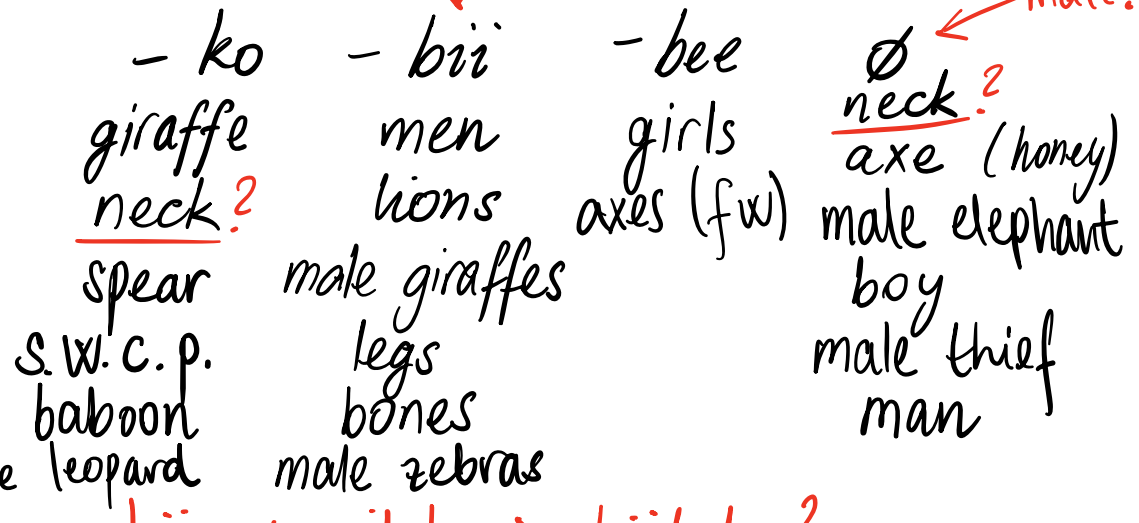 male?
- ko - bii - bee ∅
giraffe men girls neck?
neck? lions axes (fw) axe (honey)
spear male giraffes male elephant
s.w.c.p. legs boy
baboon bones male thief
e leopard male zebras man